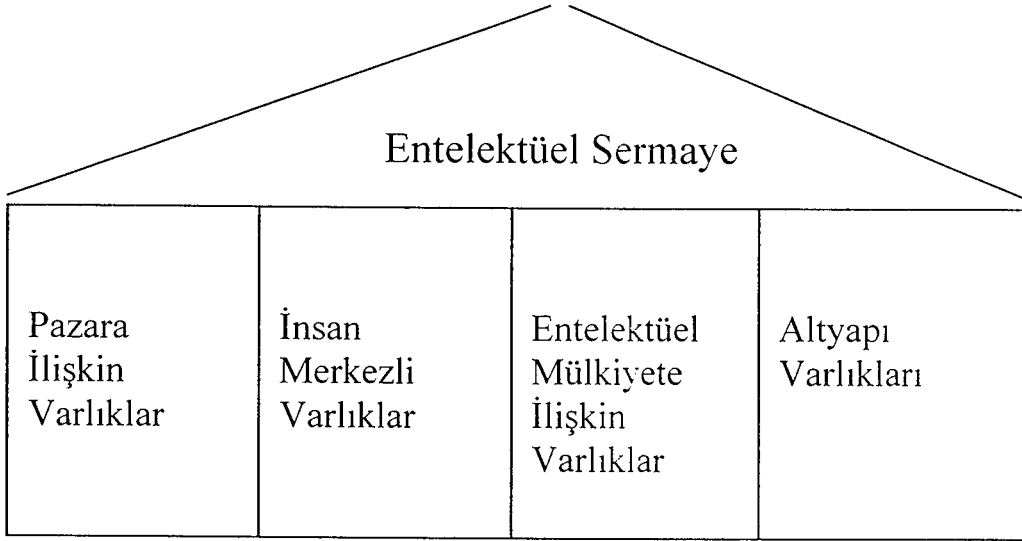 Entelektüel Sermaye
Pazara
İlişkin
Varlıklar
İnsan
Merkezli
Varlıklar
Entelektüel
Mülkiyete
İlişkin
Varlıklar
Altyapı
Varlıkları